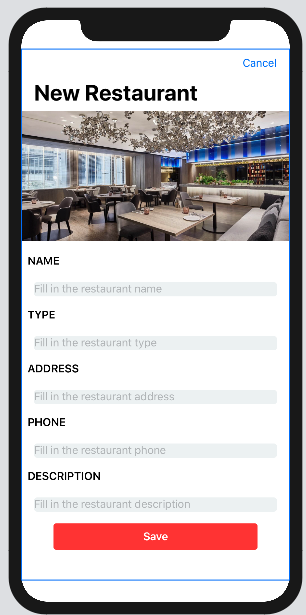 Cancel
New Restaurant
NAME
Fill in the restaurant name
TYPE
Fill in the restaurant type
ADDRESS
Fill in the restaurant address
PHONE
Fill in the restaurant phone
DESCRIPTION
Fill in the restaurant description
Save